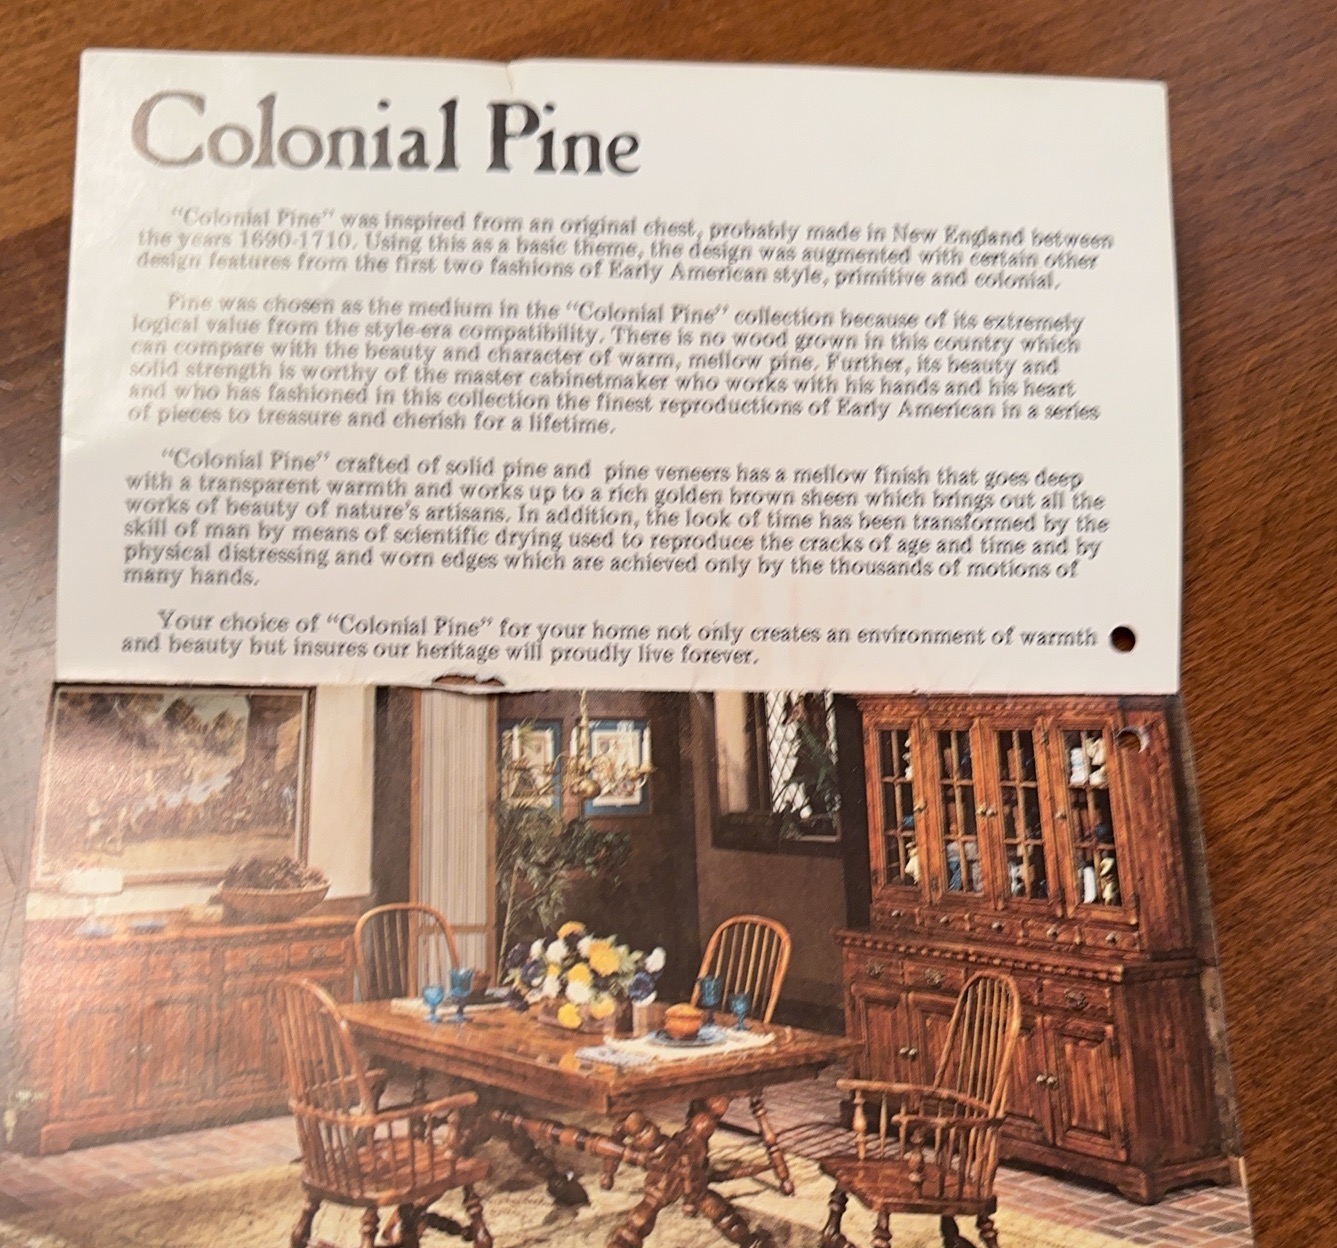 Colonial Pine
"Colonial Pine" was inspired from an original chest, probably made in New England between
the years 1690-1710. Using this as a basic theme, the design was augmented with certain other
design features from the first two fashions of Early American style, primitive and colonial.
Pine was chosen as the medium in the "Colonial Pine" collection because of its extremely
logical value from the style-era compatibility. There is no wood grown in this country which
can compare with the beauty and character of warm, mellow pine. Further, its beauty and
solid strength is worthy of the master cabinetmaker who works with his hands and his heart
and who has fashioned in this collection the finest reproductions of Early American in a series
of pieces to treasure and cherish for a lifetime.
"Colonial Pine" crafted of solid pine and pine veneers has a mellow finish that goes deep
with a transparent warmth and works up to a rich golden brown sheen which brings out all the
works of beauty of nature's artisans. In addition, the look of time has been transformed by the
skill of man by means of scientific drying used to reproduce the cracks of age and time and by
physical distressing and worn edges which are achieved only by the thousands of motions of
many hands.
Your choice of "Colonial Pine" for your home not only creates an environment of warmth
and beauty but insures our heritage will proudly live forever.